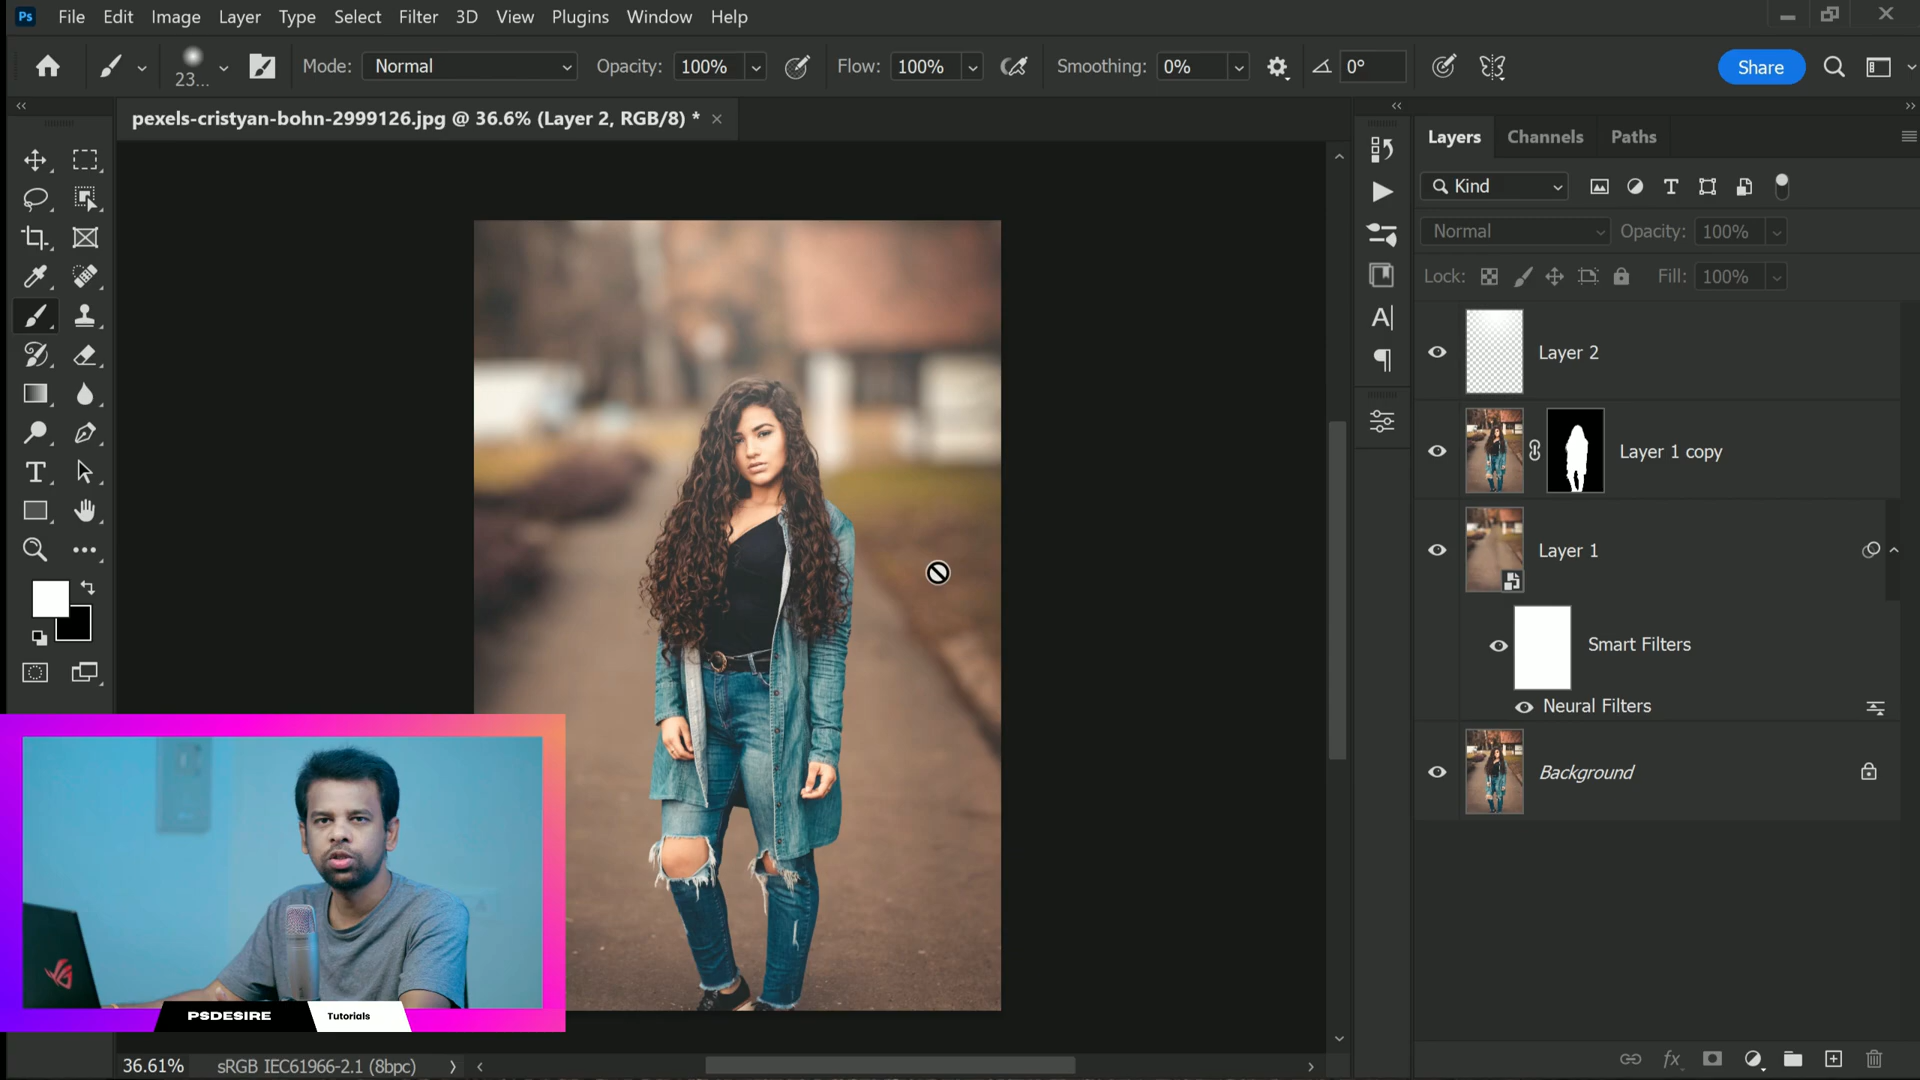 Ps File Edit Image Layer Type Select Filter 3D View Plugins Window Help
23... Mode: Normal Opacity: 100% Flow: 100% Smoothing: 0% 0° Share
pexels-cristyan-bohn-2999126.jpg @ 36.6% (Layer 2, RGB/8) *
Layers Channels Paths
Kind
Normal Opacity: 100%
Lock: Fill: 100%
Layer 2
Layer 1 copy
Layer 1
Smart Filters
Neural Filters
Background
PSDESIRE Tutorials
36.61% sRGB IEC61966-2.1 (8bpc)
fx